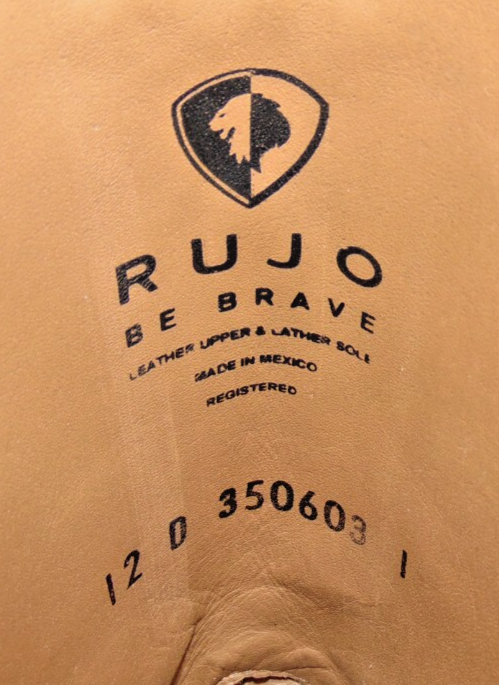 RUJO
BE BRAVE
LEATHER UPPER & LATHER SOLE
MADE IN MEXICO
REGISTERED
12 D 350603 1